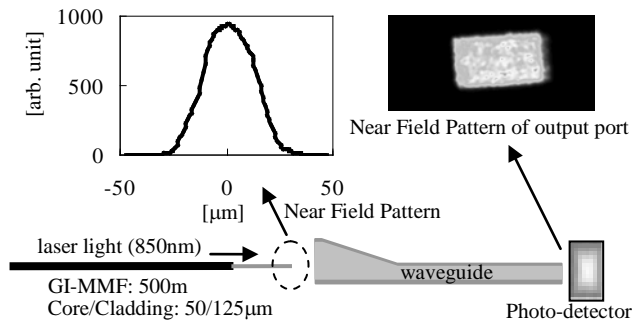 1000
500
0
[arb. unit]
-50
0
50
[μm]
Near Field Pattern
Near Field Pattern of output port
laser light (850nm)
GI-MMF: 500m
Core/Cladding: 50/125μm
waveguide
Photo-detector